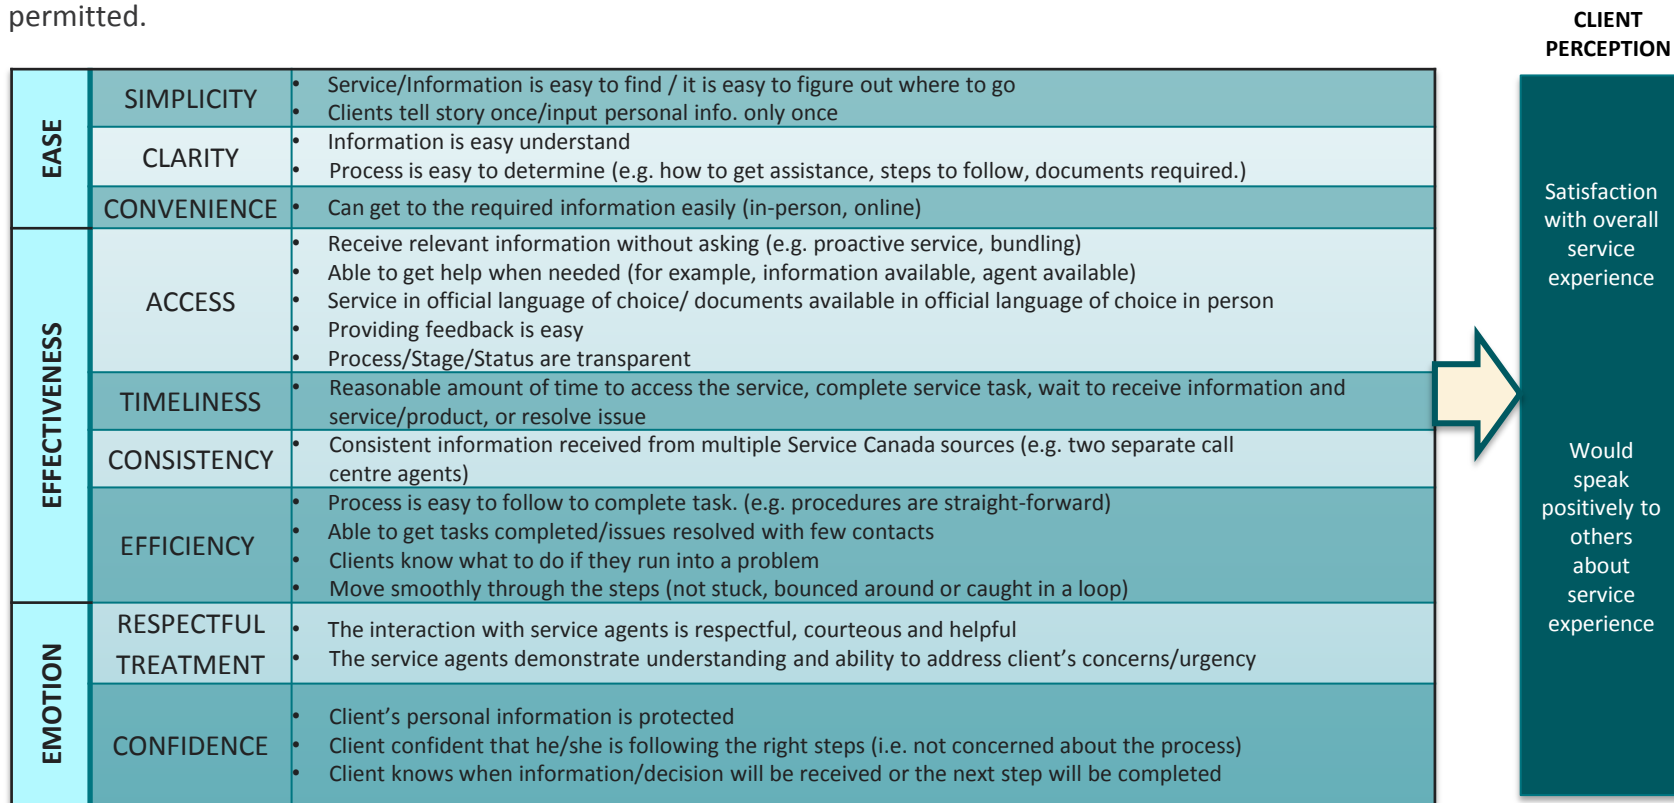 permitted.
CLIENT
PERCEPTION
EASE
SIMPLICITY
• Service/Information is easy to find / it is easy to figure out where to go
• Clients tell story once/input personal info. only once
CLARITY
• Information is easy understand
• Process is easy to determine (e.g. how to get assistance, steps to follow, documents required.)
CONVENIENCE
• Can get to the required information easily (in-person, online)
EFFECTIVENESS
ACCESS
• Receive relevant information without asking (e.g. proactive service, bundling)
• Able to get help when needed (for example, information available, agent available)
• Service in official language of choice/ documents available in official language of choice in person
• Providing feedback is easy
• Process/Stage/Status are transparent
TIMELINESS
• Reasonable amount of time to access the service, complete service task, wait to receive information and
service/product, or resolve issue
CONSISTENCY
• Consistent information received from multiple Service Canada sources (e.g. two separate call
centre agents)
EFFICIENCY
• Process is easy to follow to complete task. (e.g. procedures are straight-forward)
• Able to get tasks completed/issues resolved with few contacts
• Clients know what to do if they run into a problem
• Move smoothly through the steps (not stuck, bounced around or caught in a loop)
EMOTION
RESPECTFUL
TREATMENT
• The interaction with service agents is respectful, courteous and helpful
• The service agents demonstrate understanding and ability to address client’s concerns/urgency
CONFIDENCE
• Client’s personal information is protected
• Client confident that he/she is following the right steps (i.e. not concerned about the process)
• Client knows when information/decision will be received or the next step will be completed
Satisfaction
with overall
service
experience
Would
speak
positively to
others
about
service
experience